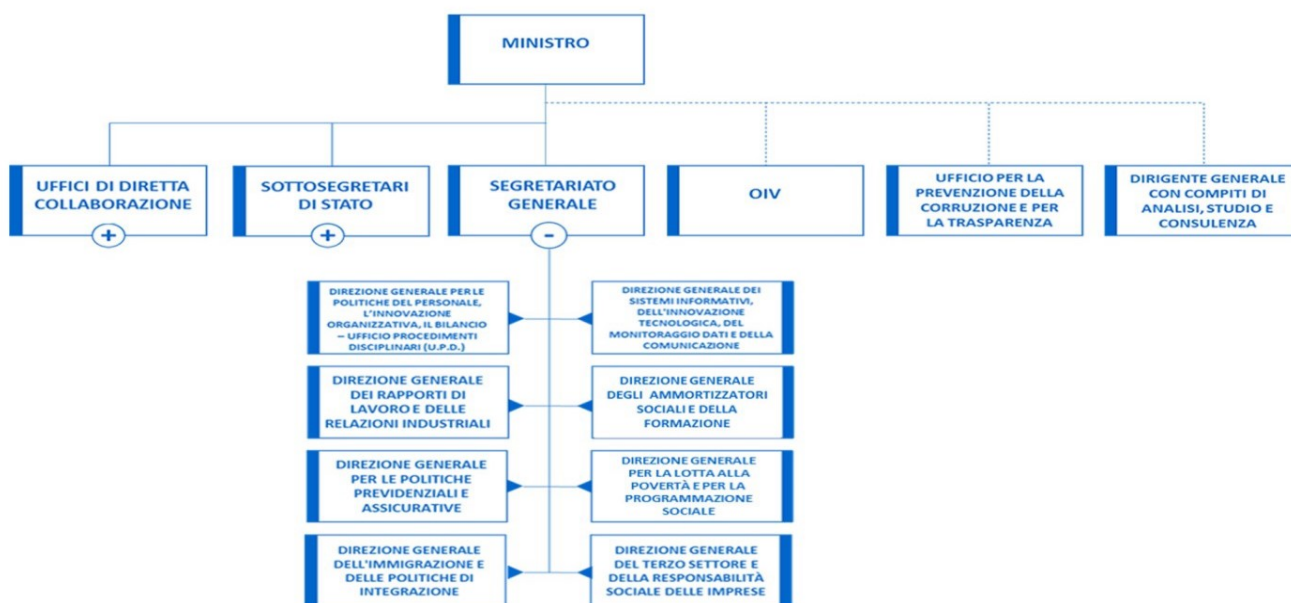 MINISTRO
UFFICI DI DIRETTA
COLLABORAZIONE
+
SOTTOSEGRETARI
DI STATO
+
SEGRETARIATO
GENERALE
-
OIV
UFFICIO PER LA
PREVENZIONE DELLA
CORRUZIONE E PER
LA TRASPARENZA
DIRIGENTE GENERALE
CON COMPITI DI
ANALISI, STUDIO E
CONSULENZA
DIREZIONE GENERALE PER LE
POLITICHE DEL PERSONALE,
L'INNOVAZIONE
ORGANIZZATIVA, IL BILANCIO
– UFFICIO PROCEDIMENTI
DISCIPLINARI (U.P.D.)
DIREZIONE GENERALE DEI
SISTEMI INFORMATIVI,
DELL'INNOVAZIONE
TECNOLOGICA, DEL
MONITORAGGIO DATI E DELLA
COMUNICAZIONE
DIREZIONE GENERALE
DEI RAPPORTI DI
LAVORO E DELLE
RELAZIONI INDUSTRIALI
DIREZIONE GENERALE
DEGLI AMMORTIZZATORI
SOCIALI E DELLA
FORMAZIONE
DIREZIONE GENERALE
PER LE POLITICHE
PREVIDENZIALI E
ASSICURATIVE
DIREZIONE GENERALE
PER LA LOTTA ALLA
POVERTÀ E PER LA
PROGRAMMAZIONE
SOCIALE
DIREZIONE GENERALE
DELL'IMMIGRAZIONE E
DELLE POLITICHE DI
INTEGRAZIONE
DIREZIONE GENERALE
DEL TERZO SETTORE E
DELLA RESPONSABILITÀ
SOCIALE DELLE IMPRESE